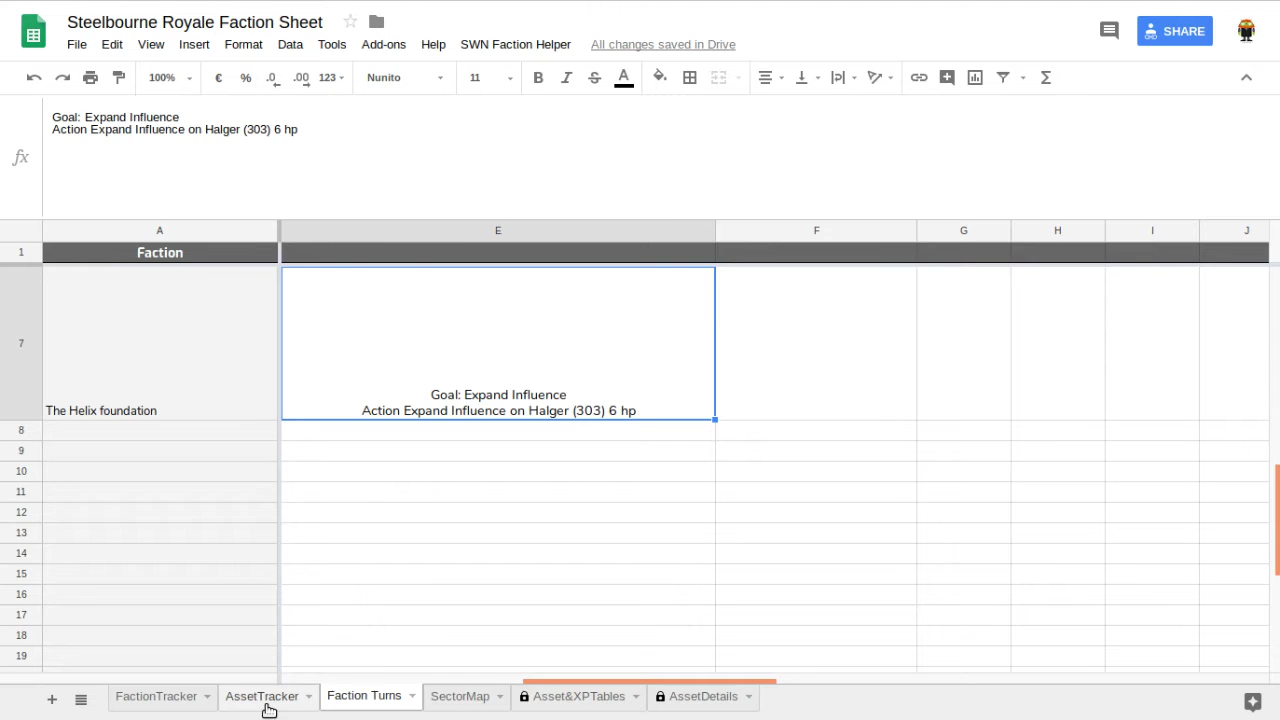 Steelbourne Royale Faction Sheet
File Edit View Insert Format Data Tools Add-ons Help SWN Faction Helper All changes saved in Drive
SHARE
100% € % .0 .00 123 Nunito 11 B I S A Σ
fx
Goal: Expand Influence
Action Expand Influence on Halger (303) 6 hp
A E F G H I J
1 Faction
7
Goal: Expand Influence
The Helix foundation Action Expand Influence on Halger (303) 6 hp
8
9
10
11
12
13
14
15
16
17
18
19
FactionTracker AssetTracker Faction Turns SectorMap Asset&XPTables AssetDetails